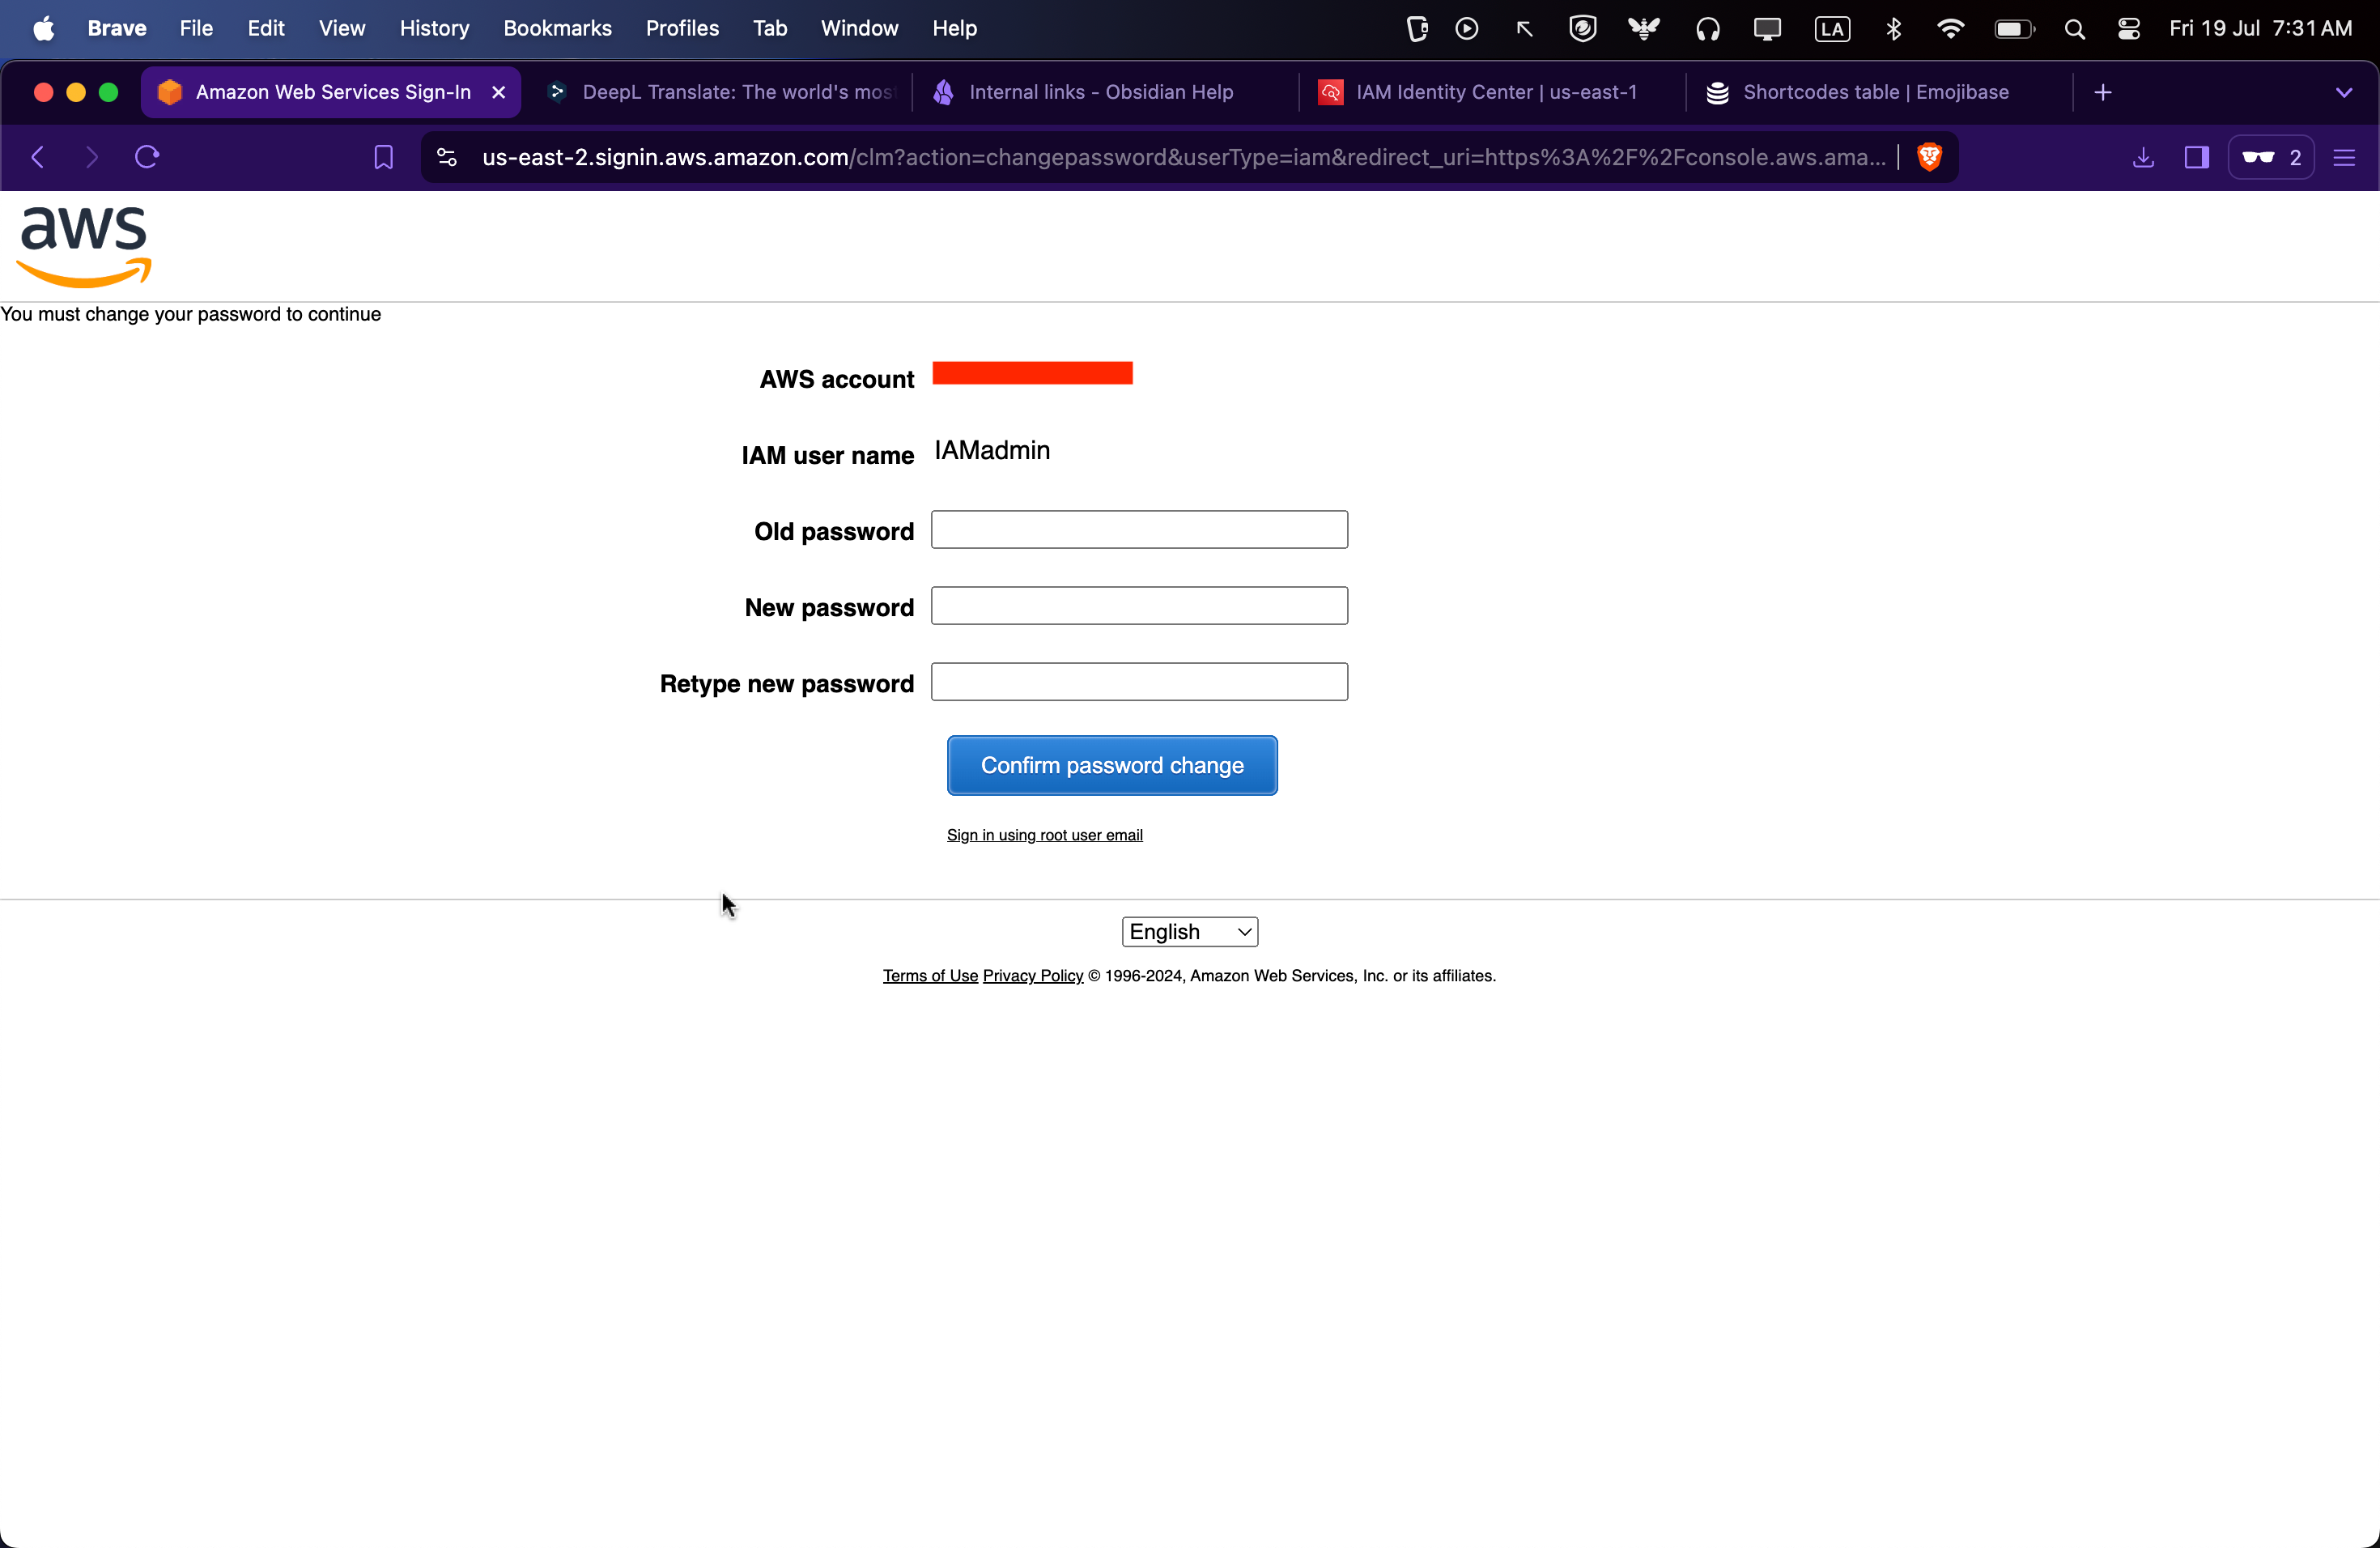 Brave File Edit View History Bookmarks Profiles Tab Window Help LA Fri 19 Jul 7:31 AM
Amazon Web Services Sign-In DeepL Translate: The world's most Internal links - Obsidian Help IAM Identity Center | us-east-1 Shortcodes table | Emojibase
us-east-2.signin.aws.amazon.com/clm?action=changepassword&userType=iam&redirect_uri=https%3A%2F%2Fconsole.aws.ama... 2
aws
You must change your password to continue
AWS account
IAM user name IAMadmin
Old password
New password
Retype new password
Confirm password change
Sign in using root user email
English
Terms of Use Privacy Policy © 1996-2024, Amazon Web Services, Inc. or its affiliates.